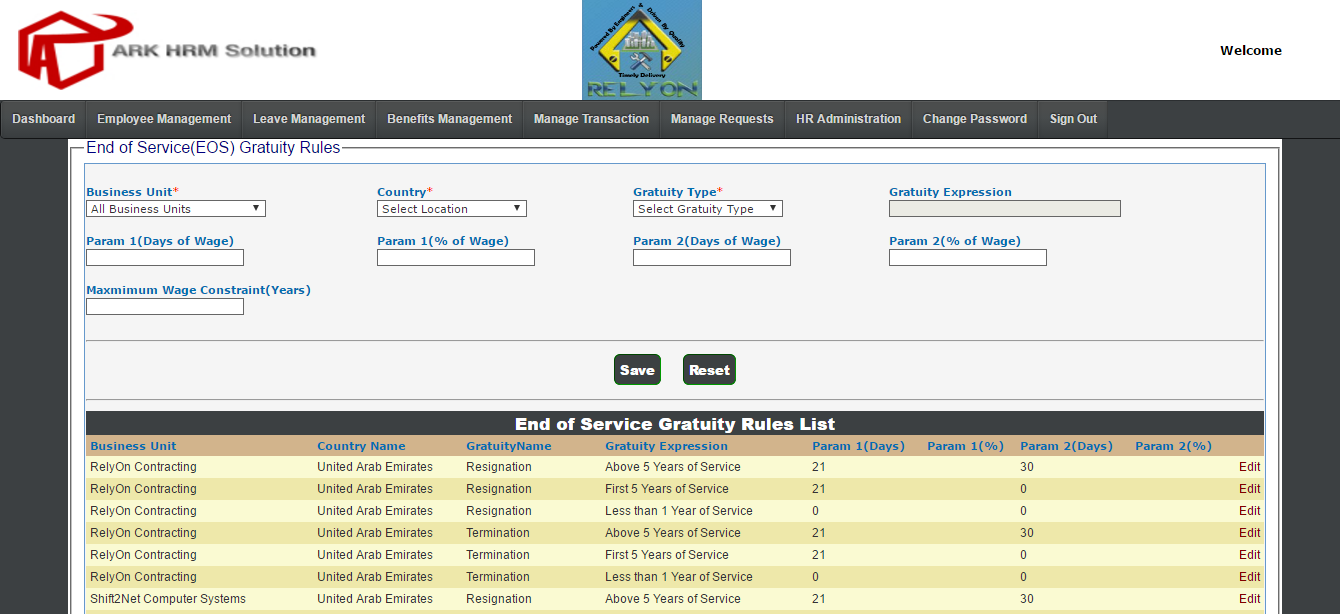 ARK HRM Solution
Powered By Engineers & Driven By Quality
Timely Delivery
RELYON
Welcome
Dashboard Employee Management Leave Management Benefits Management Manage Transaction Manage Requests HR Administration Change Password Sign Out
End of Service(EOS) Gratuity Rules
Business Unit* Country* Gratuity Type* Gratuity Expression
All Business Units Select Location Select Gratuity Type
Param 1(Days of Wage) Param 1(% of Wage) Param 2(Days of Wage) Param 2(% of Wage)
Maxmimum Wage Constraint(Years)
Save Reset
End of Service Gratuity Rules List
Business Unit Country Name GratuityName Gratuity Expression Param 1(Days) Param 1(%) Param 2(Days) Param 2(%)
RelyOn Contracting United Arab Emirates Resignation Above 5 Years of Service 21 30 Edit
RelyOn Contracting United Arab Emirates Resignation First 5 Years of Service 21 0 Edit
RelyOn Contracting United Arab Emirates Resignation Less than 1 Year of Service 0 0 Edit
RelyOn Contracting United Arab Emirates Termination Above 5 Years of Service 21 30 Edit
RelyOn Contracting United Arab Emirates Termination First 5 Years of Service 21 0 Edit
RelyOn Contracting United Arab Emirates Termination Less than 1 Year of Service 0 0 Edit
Shift2Net Computer Systems United Arab Emirates Resignation Above 5 Years of Service 21 30 Edit